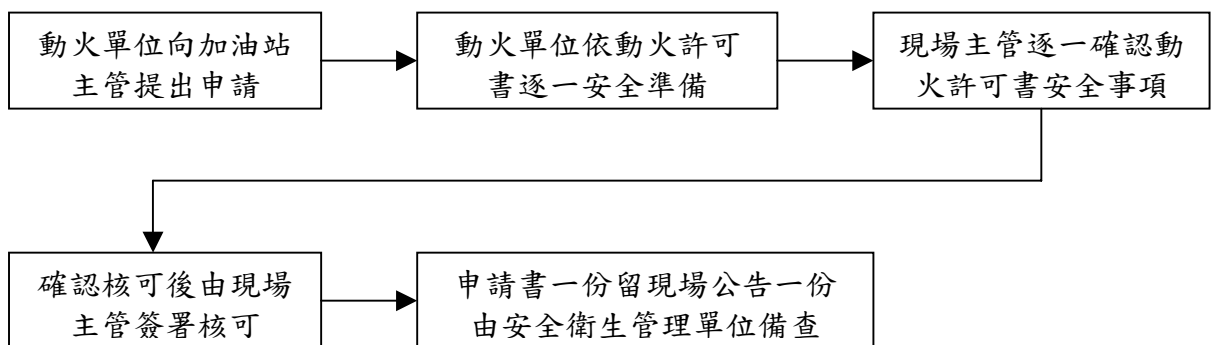 動火單位向加油站
主管提出申請
動火單位依動火許可
書逐一安全準備
現場主管逐一確認動
火許可書安全事項
確認核可後由現場
主管簽署核可
申請書一份留現場公告一份
由安全衛生管理單位備查